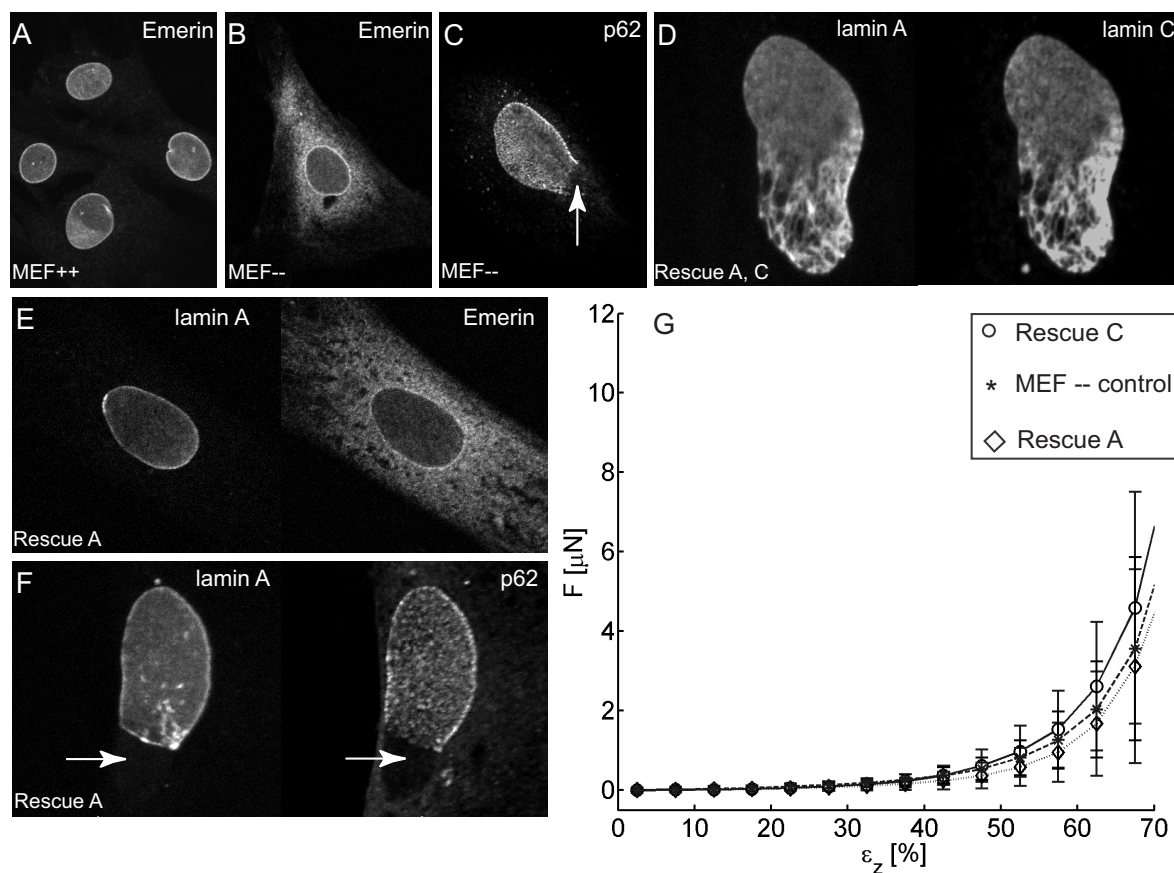 A Emerin
MEF++
B Emerin
MEF--
C p62
MEF--
D lamin A lamin C
Rescue A, C
E lamin A Emerin
Rescue A
F lamin A p62
Rescue A
G
Rescue C
MEF -- control
Rescue A
12
10
8
6
4
2
0
F [μN]
0 10 20 30 40 50 60 70
ε_z [%]